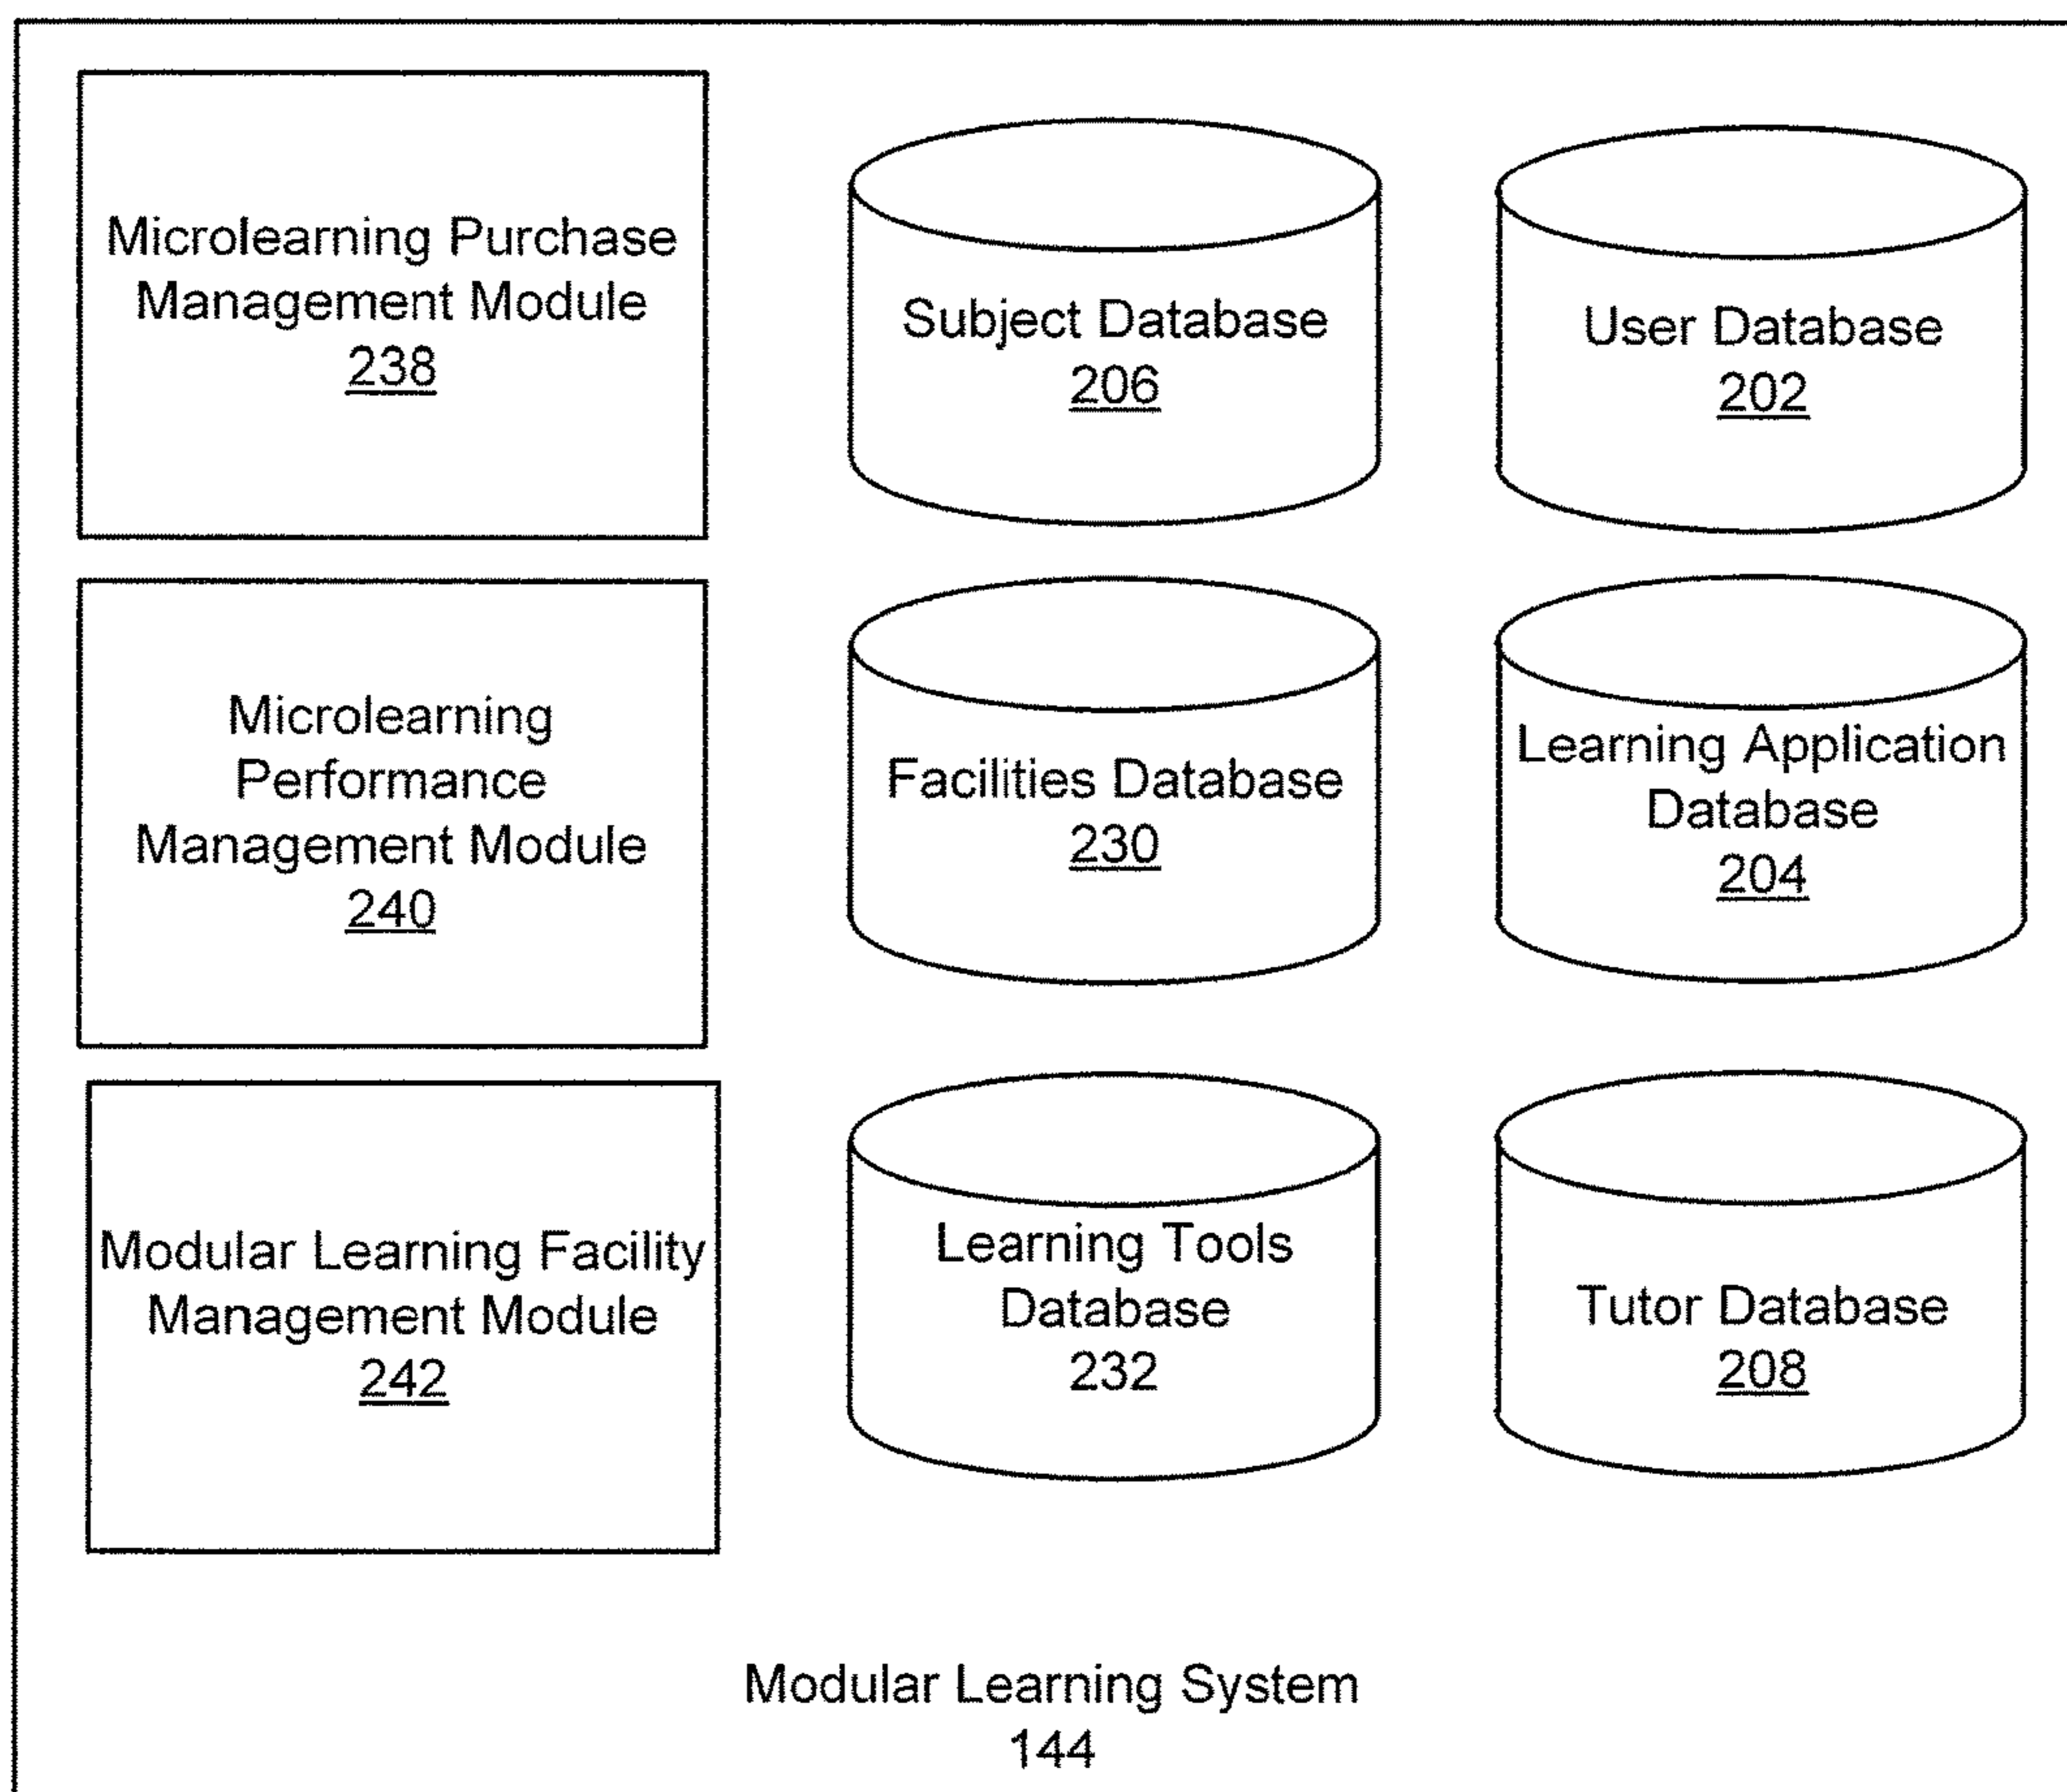 Microlearning Purchase
Management Module
238
Subject Database
206
User Database
202
Microlearning
Performance
Management Module
240
Facilities Database
230
Learning Application
Database
204
Modular Learning Facility
Management Module
242
Learning Tools
Database
232
Tutor Database
208
Modular Learning System
144